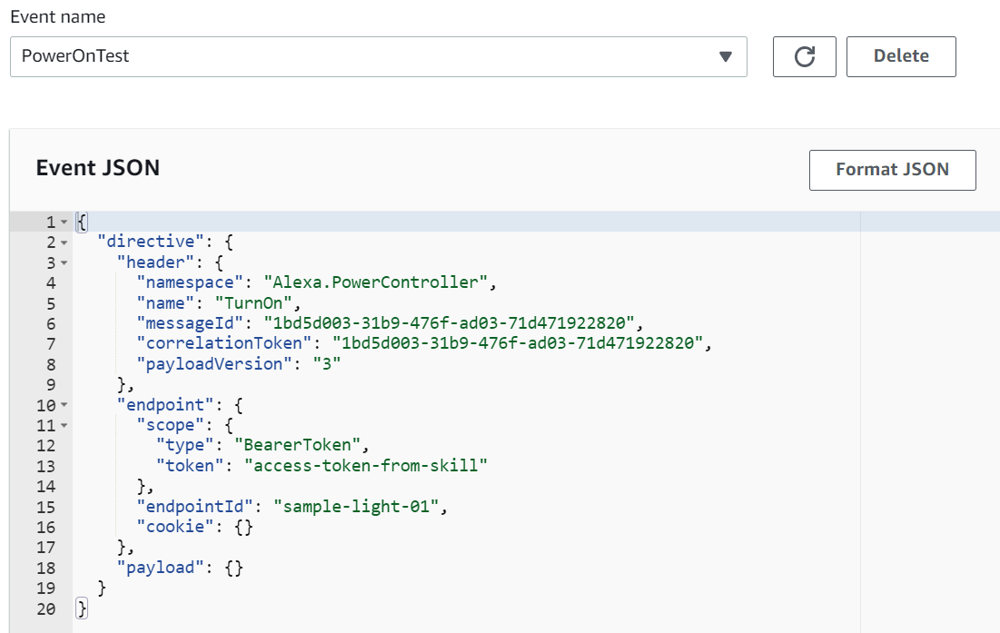 Event name
PowerOnTest
Delete
Event JSON
Format JSON
1 {
2 "directive": {
3 "header": {
4 "namespace": "Alexa.PowerController",
5 "name": "TurnOn",
6 "messageId": "1bd5d003-31b9-476f-ad03-71d471922820",
7 "correlationToken": "1bd5d003-31b9-476f-ad03-71d471922820",
8 "payloadVersion": "3"
9 },
10 "endpoint": {
11 "scope": {
12 "type": "BearerToken",
13 "token": "access-token-from-skill"
14 },
15 "endpointId": "sample-light-01",
16 "cookie": {}
17 },
18 "payload": {}
19 }
20 }